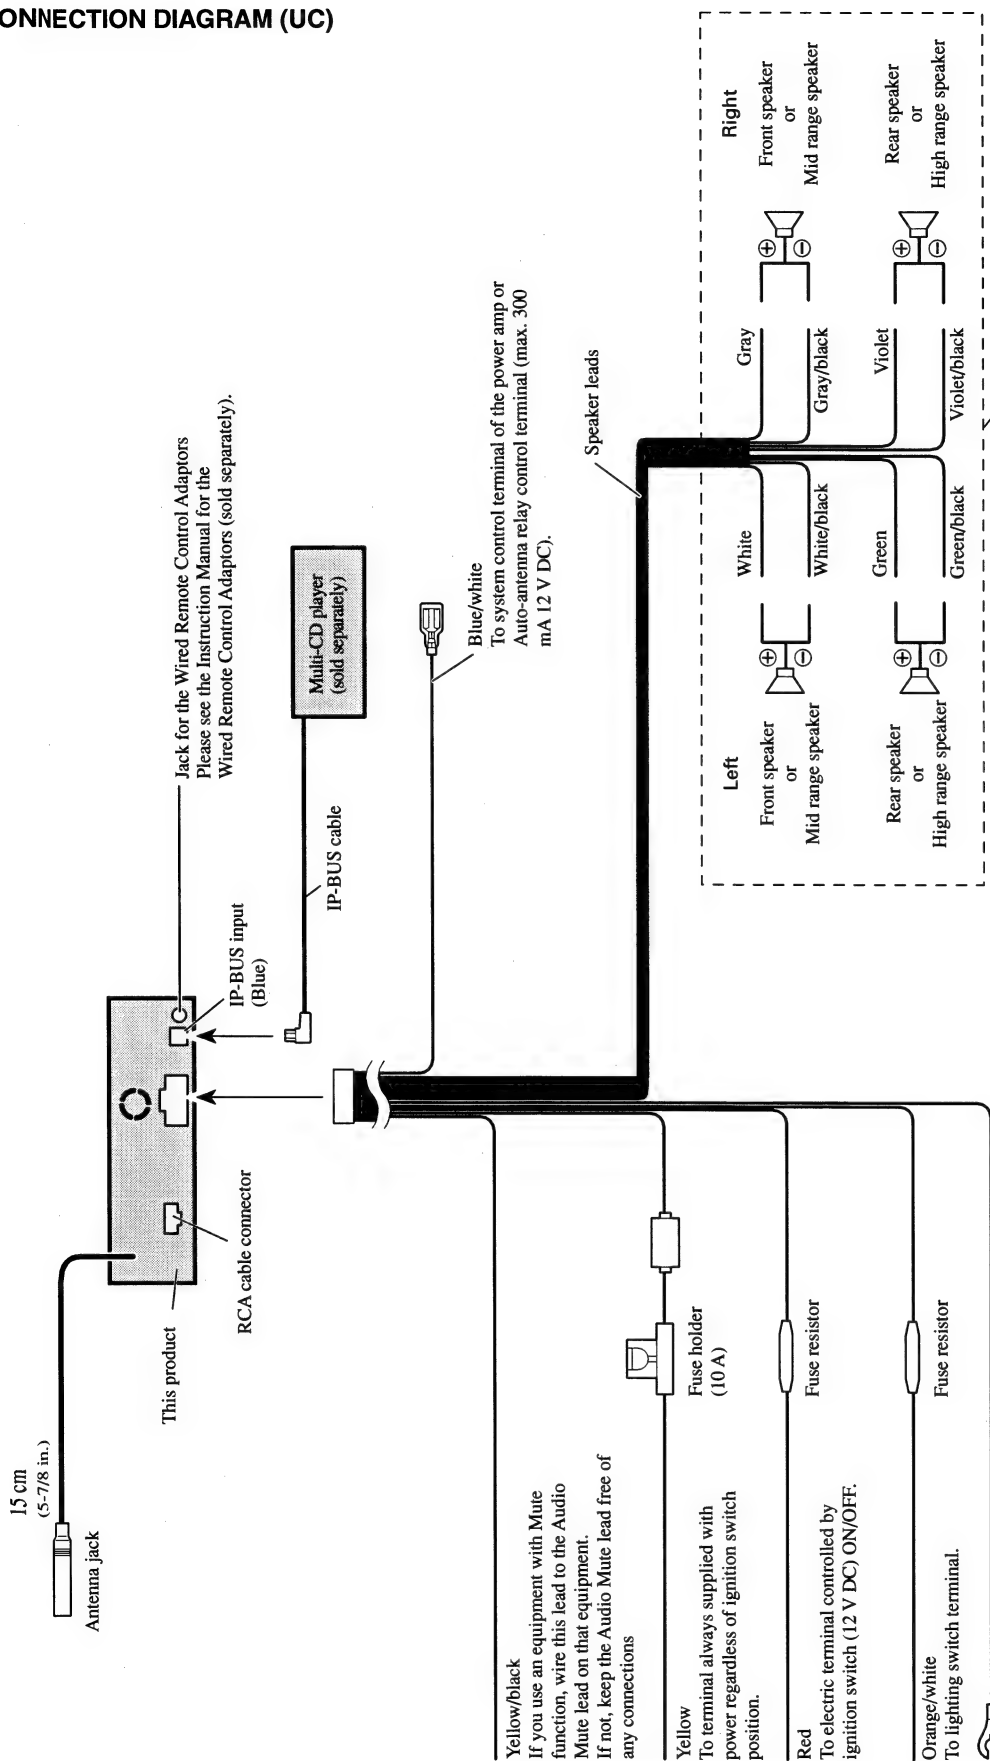 ONNECTION DIAGRAM (UC)
15 cm
(5-7/8 in.)
Antenna jack
This product
RCA cable connector
IP-BUS input
(Blue)
Jack for the Wired Remote Control Adaptors
Please see the Instruction Manual for the
Wired Remote Control Adaptors (sold separately).
IP-BUS cable
Multi-CD player
(sold separately)
Blue/white
To system control terminal of the power amp or
Auto-antenna relay control terminal (max. 300
mA 12 V DC).
Speaker leads
Yellow/black
If you use an equipment with Mute
function, wire this lead to the Audio
Mute lead on that equipment.
If not, keep the Audio Mute lead free of
any connections
Yellow
To terminal always supplied with
power regardless of ignition switch
position.
Fuse holder
(10 A)
Red
To electric terminal controlled by
ignition switch (12 V DC) ON/OFF.
Fuse resistor
Orange/white
To lighting switch terminal.
Fuse resistor
Left
Front speaker
or
Mid range speaker
Rear speaker
or
High range speaker
White
White/black
Green
Green/black
Right
Front speaker
or
Mid range speaker
Rear speaker
or
High range speaker
Gray
Gray/black
Violet
Violet/black
+
−
+
−
+
−
+
−